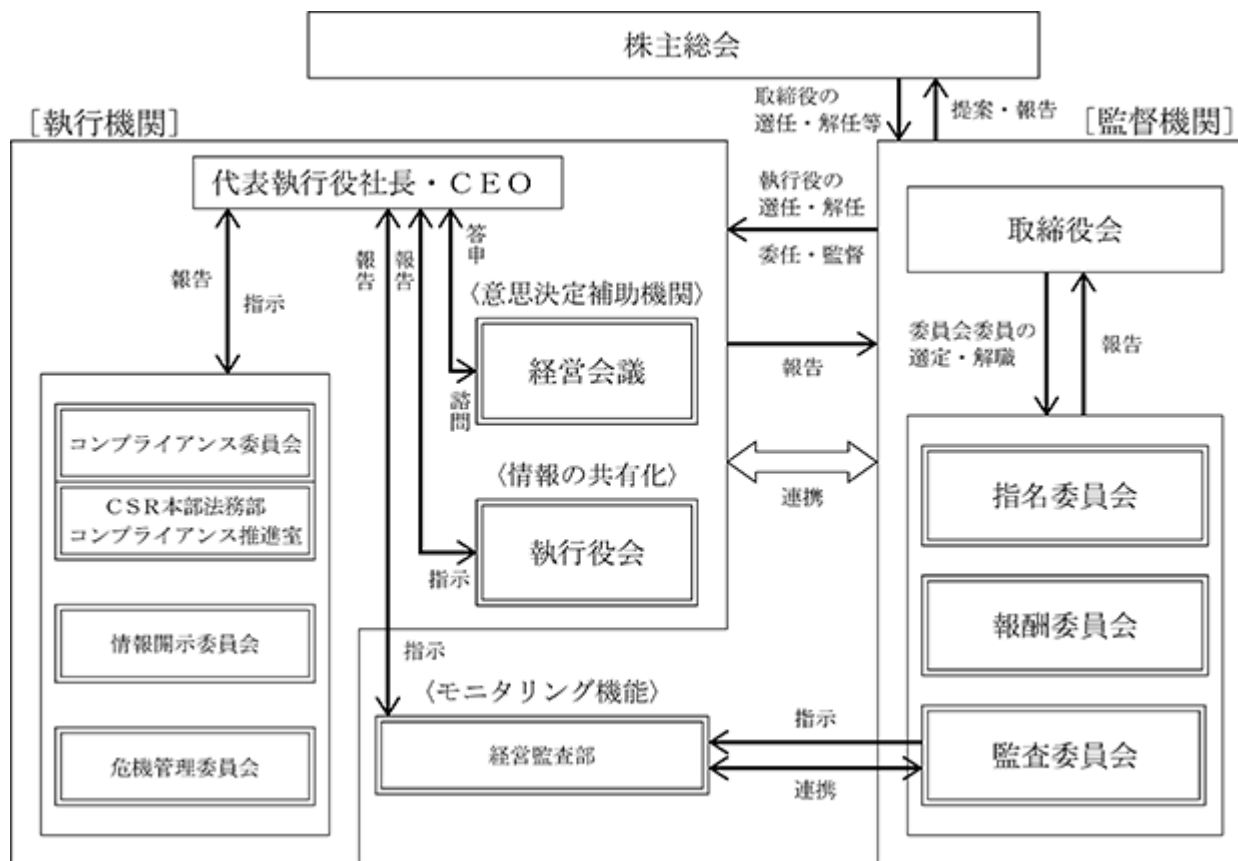 株主総会
取締役の
選任・解任等
提案・報告
［執行機関］
［監督機関］
代表執行役社長・ＣＥＯ
執行役の
選任・解任
委任・監督
取締役会
報告
指示
報告
報告
答申
〈意思決定補助機関〉
経営会議
諮問
報告
委員会委員の
選定・解職
報告
コンプライアンス委員会
ＣＳＲ本部法務部
コンプライアンス推進室
〈情報の共有化〉
執行役会
指示
連携
指名委員会
情報開示委員会
報酬委員会
指示
〈モニタリング機能〉
経営監査部
指示
連携
監査委員会
危機管理委員会